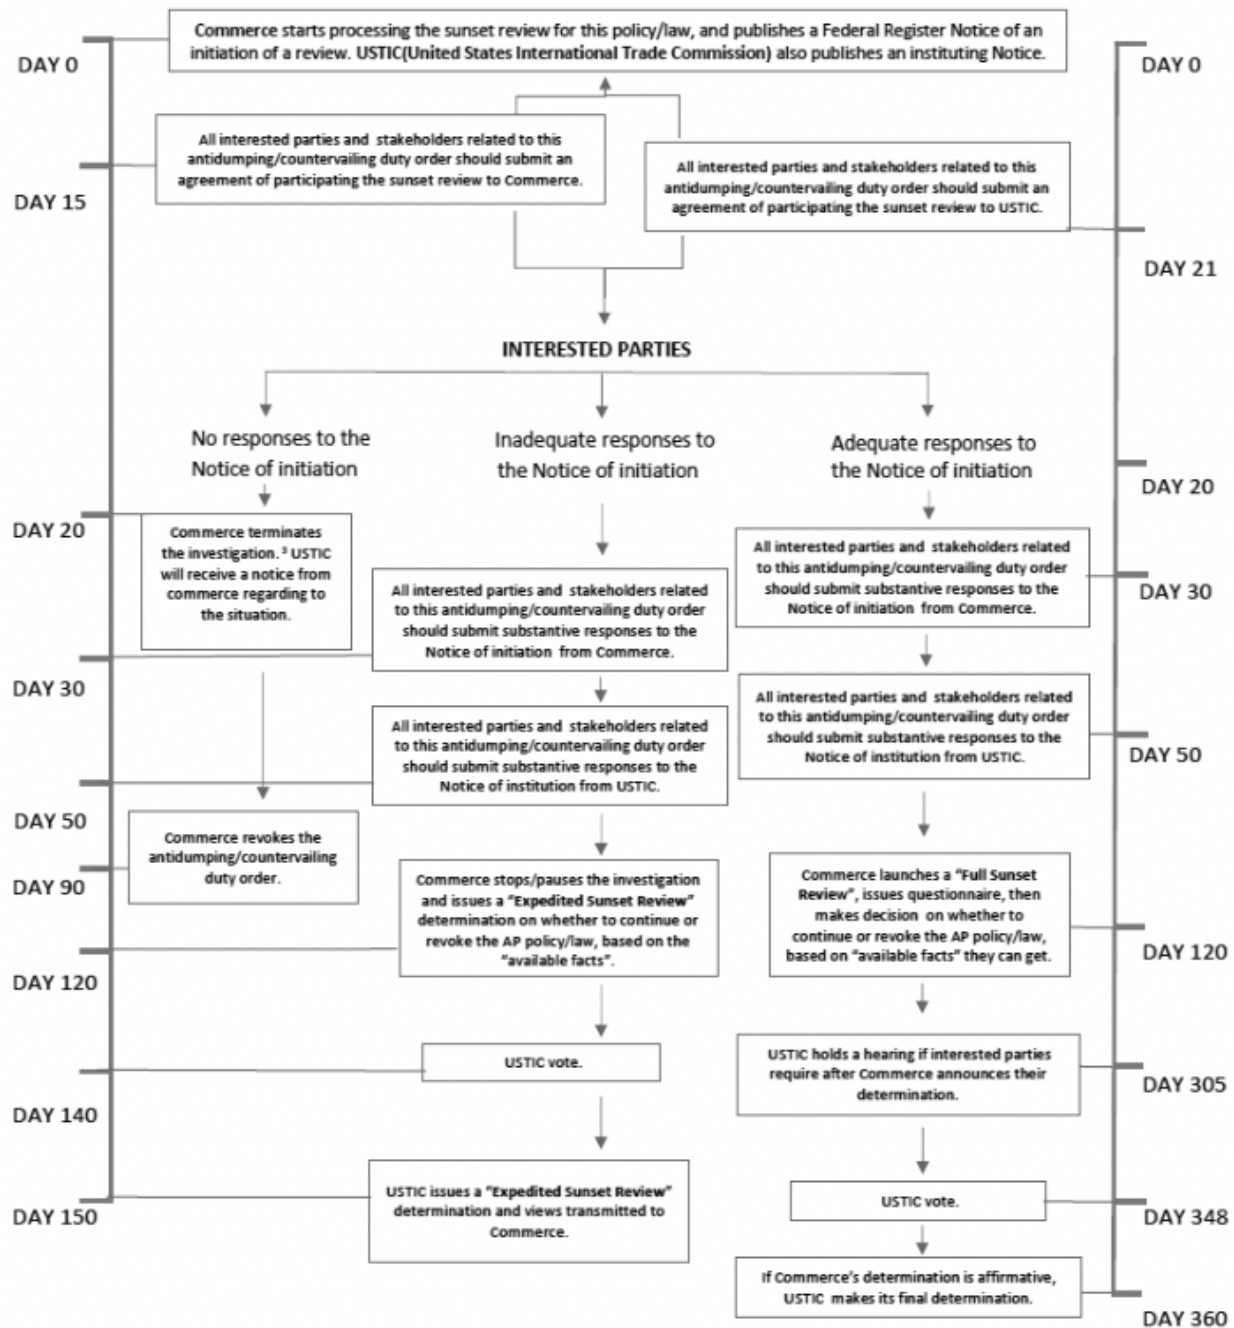 Commerce starts processing the sunset review for this policy/law, and publishes a Federal Register Notice of an
initiation of a review. USTIC(United States International Trade Commission) also publishes an instituting Notice.
DAY 0
DAY 0
All interested parties and stakeholders related to this
antidumping/countervailing duty order should submit an
agreement of participating the sunset review to Commerce.
DAY 15
All interested parties and stakeholders related to this
antidumping/countervailing duty order should submit an
agreement of participating the sunset review to USTIC.
DAY 21
INTERESTED PARTIES
No responses to the
Notice of initiation
Inadequate responses to
the Notice of initiation
Adequate responses to
the Notice of initiation
DAY 20
DAY 20
Commerce terminates
the investigation. ³ USTIC
will receive a notice from
commerce regarding to
the situation.
All interested parties and stakeholders related
to this antidumping/countervailing duty order
should submit substantive responses to the
Notice of initiation from Commerce.
All interested parties and stakeholders related
to this antidumping/countervailing duty order
should submit substantive responses to the
Notice of initiation from Commerce.
DAY 30
DAY 30
All interested parties and stakeholders related
to this antidumping/countervailing duty order
should submit substantive responses to the
Notice of institution from USTIC.
All interested parties and stakeholders related
to this antidumping/countervailing duty order
should submit substantive responses to the
Notice of institution from USTIC.
DAY 50
DAY 50
Commerce revokes the
antidumping/countervailing
duty order.
DAY 90
Commerce stops/pauses the investigation
and issues a “Expedited Sunset Review”
determination on whether to continue or
revoke the AP policy/law, based on the
“available facts”.
Commerce launches a “Full Sunset
Review”, issues questionnaire, then
makes decision on whether to
continue or revoke the AP policy/law,
based on “available facts” they can get.
DAY 120
DAY 120
USTIC vote.
DAY 140
USTIC holds a hearing if interested parties
require after Commerce announces their
determination.
DAY 305
USTIC issues a “Expedited Sunset Review”
determination and views transmitted to
Commerce.
DAY 150
USTIC vote.
DAY 348
If Commerce’s determination is affirmative,
USTIC makes its final determination.
DAY 360